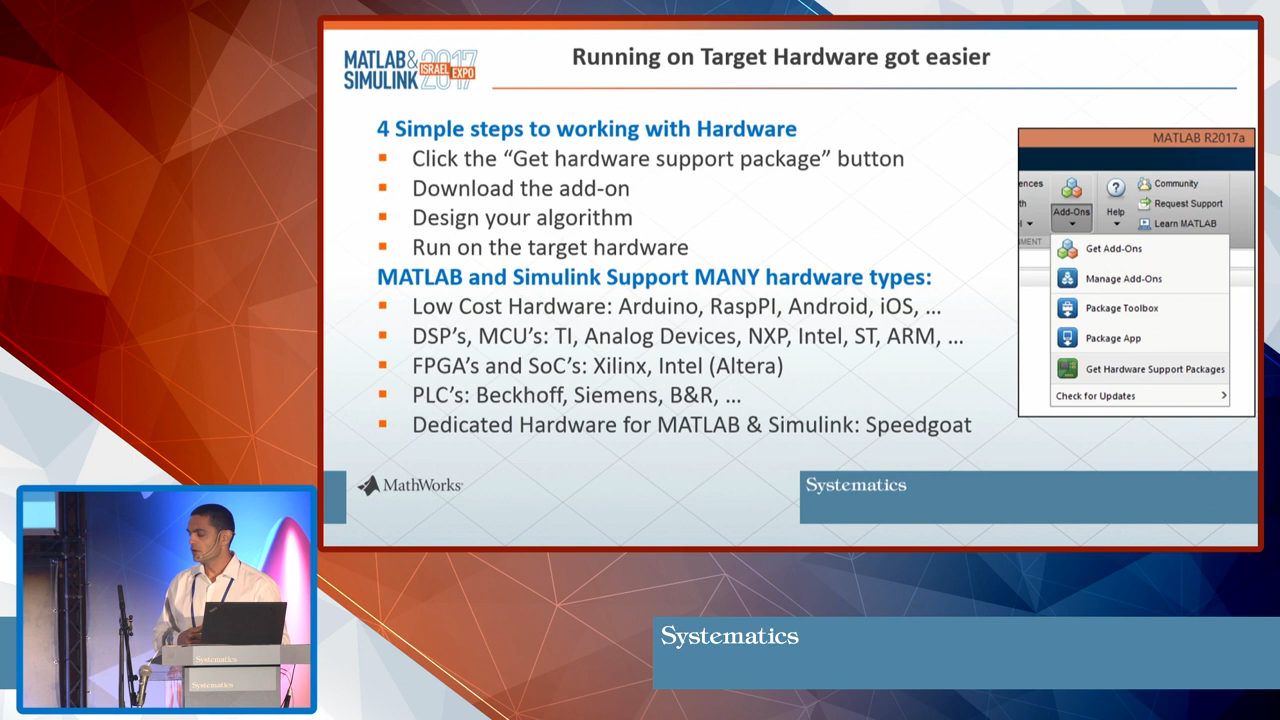 MATLAB&
SIMULINK
2017
ISRAEL EXPO
Running on Target Hardware got easier
4 Simple steps to working with Hardware
Click the “Get hardware support package” button
Download the add-on
Design your algorithm
Run on the target hardware
MATLAB and Simulink Support MANY hardware types:
Low Cost Hardware: Arduino, RaspPI, Android, iOS, …
DSP’s, MCU’s: TI, Analog Devices, NXP, Intel, ST, ARM, …
FPGA’s and SoC’s: Xilinx, Intel (Altera)
PLC’s: Beckhoff, Siemens, B&R, …
Dedicated Hardware for MATLAB & Simulink: Speedgoat
MATLAB R2017a
ences
Add-Ons
Help
Community
Request Support
Learn MATLAB
MENT
Get Add-Ons
Manage Add-Ons
Package Toolbox
Package App
Get Hardware Support Packages
Check for Updates
MathWorks
Systematics
Systematics
Systematics
Systematics